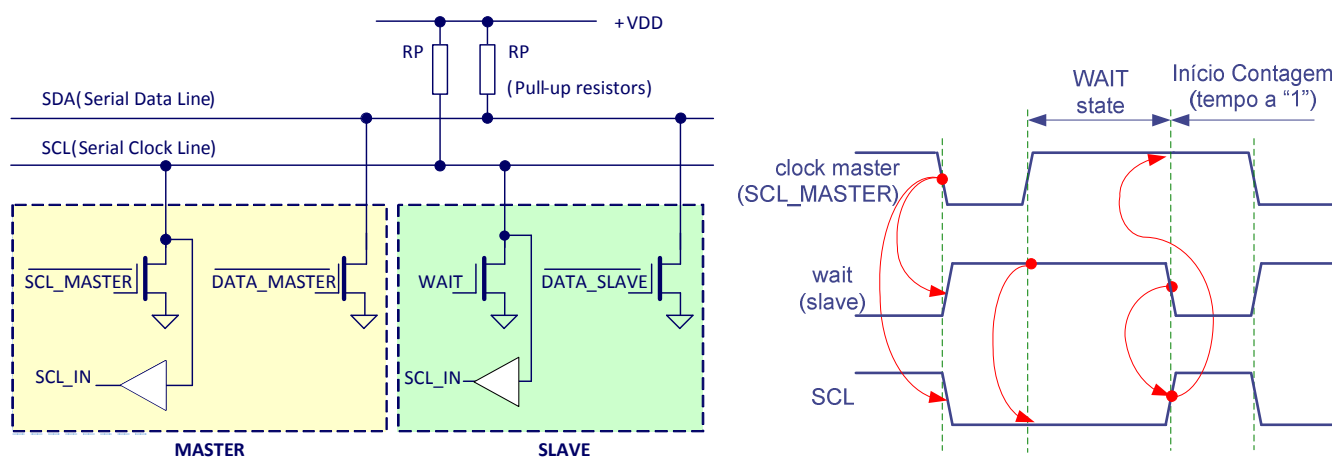 +VDD
RP
RP
(Pull-up resistors)
SDA(Serial Data Line)
SCL(Serial Clock Line)
SCL_MASTER
DATA_MASTER
WAIT
DATA_SLAVE
SCL_IN
SCL_IN
MASTER
SLAVE
WAIT
state
Início Contagem
(tempo a “1”)
clock master
(SCL_MASTER)
wait
(slave)
SCL